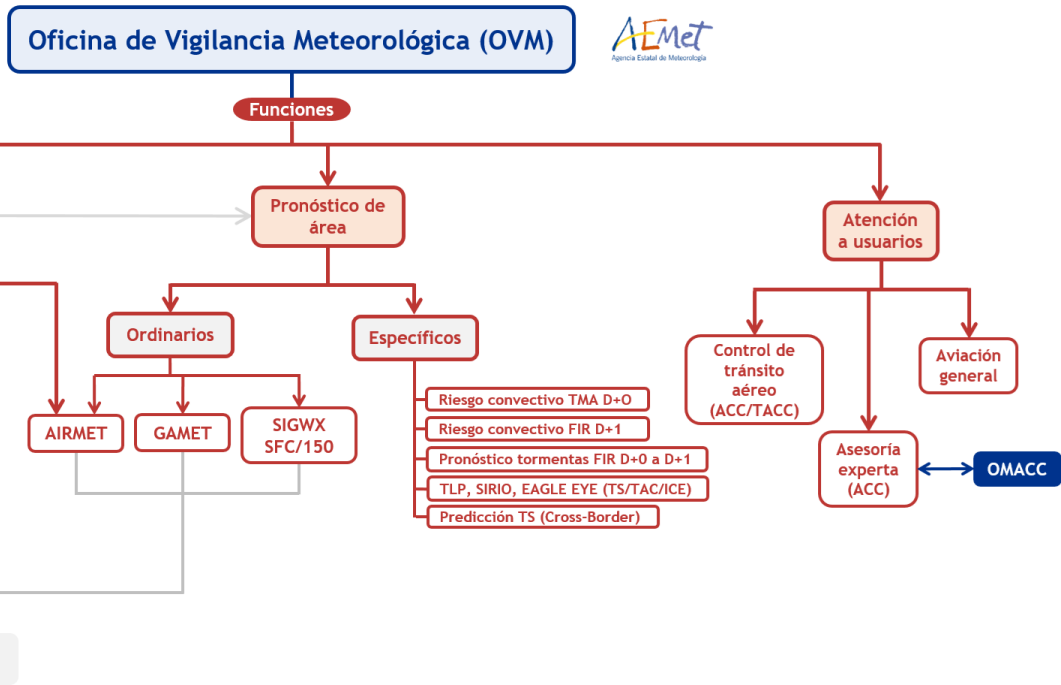 Oficina de Vigilancia Meteorológica (OVM)
AEMet
Agencia Estatal de Meteorología
Funciones
Pronóstico de
área
Atención
a usuarios
Ordinarios
Específicos
Control de
tránsito
aéreo
(ACC/TACC)
Aviación
general
AIRMET
GAMET
SIGWX
SFC/150
Riesgo convectivo TMA D+O
Riesgo convectivo FIR D+1
Pronóstico tormentas FIR D+0 a D+1
TLP, SIRIO, EAGLE EYE (TS/TAC/ICE)
Predicción TS (Cross-Border)
Asesoría
experta
(ACC)
OMACC